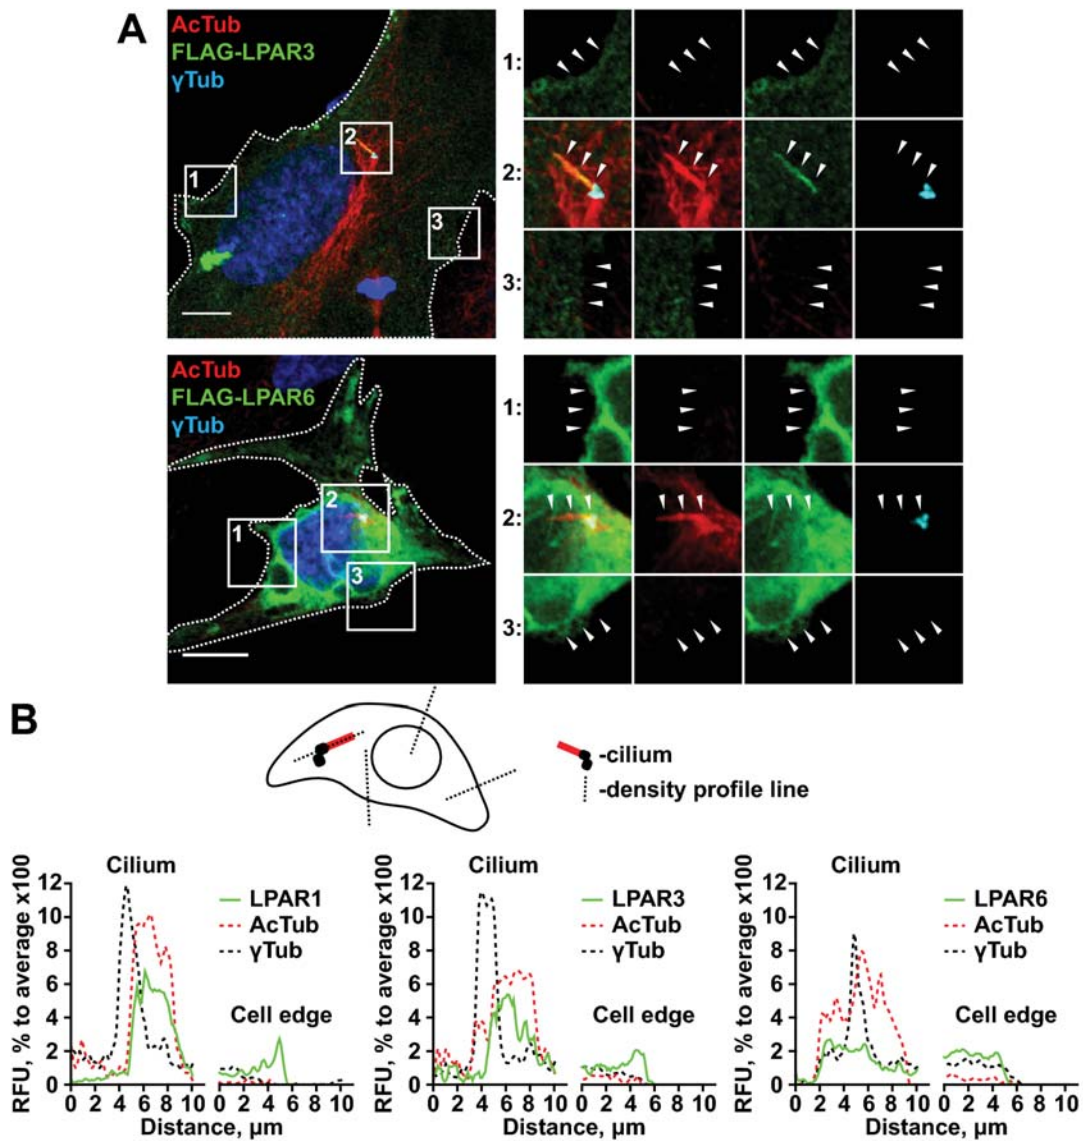 A
AcTub
FLAG-LPAR3
γTub
1
2
3
1:
2:
3:
AcTub
FLAG-LPAR6
γTub
1
2
3
1:
2:
3:
B
-cilium
-density profile line
RFU, % to average x100
12
10
8
6
4
2
0
Cilium
LPAR1
AcTub
γTub
Cell edge
0 2 4 6 8 10 0 2 4 6 8 10
Distance, μm
RFU, % to average x100
12
10
8
6
4
2
0
Cilium
LPAR3
AcTub
γTub
Cell edge
0 2 4 6 8 10 0 2 4 6 8 10
Distance, μm
RFU, % to average x100
12
10
8
6
4
2
0
Cilium
LPAR6
AcTub
γTub
Cell edge
0 2 4 6 8 10 0 2 4 6 8 10
Distance, μm